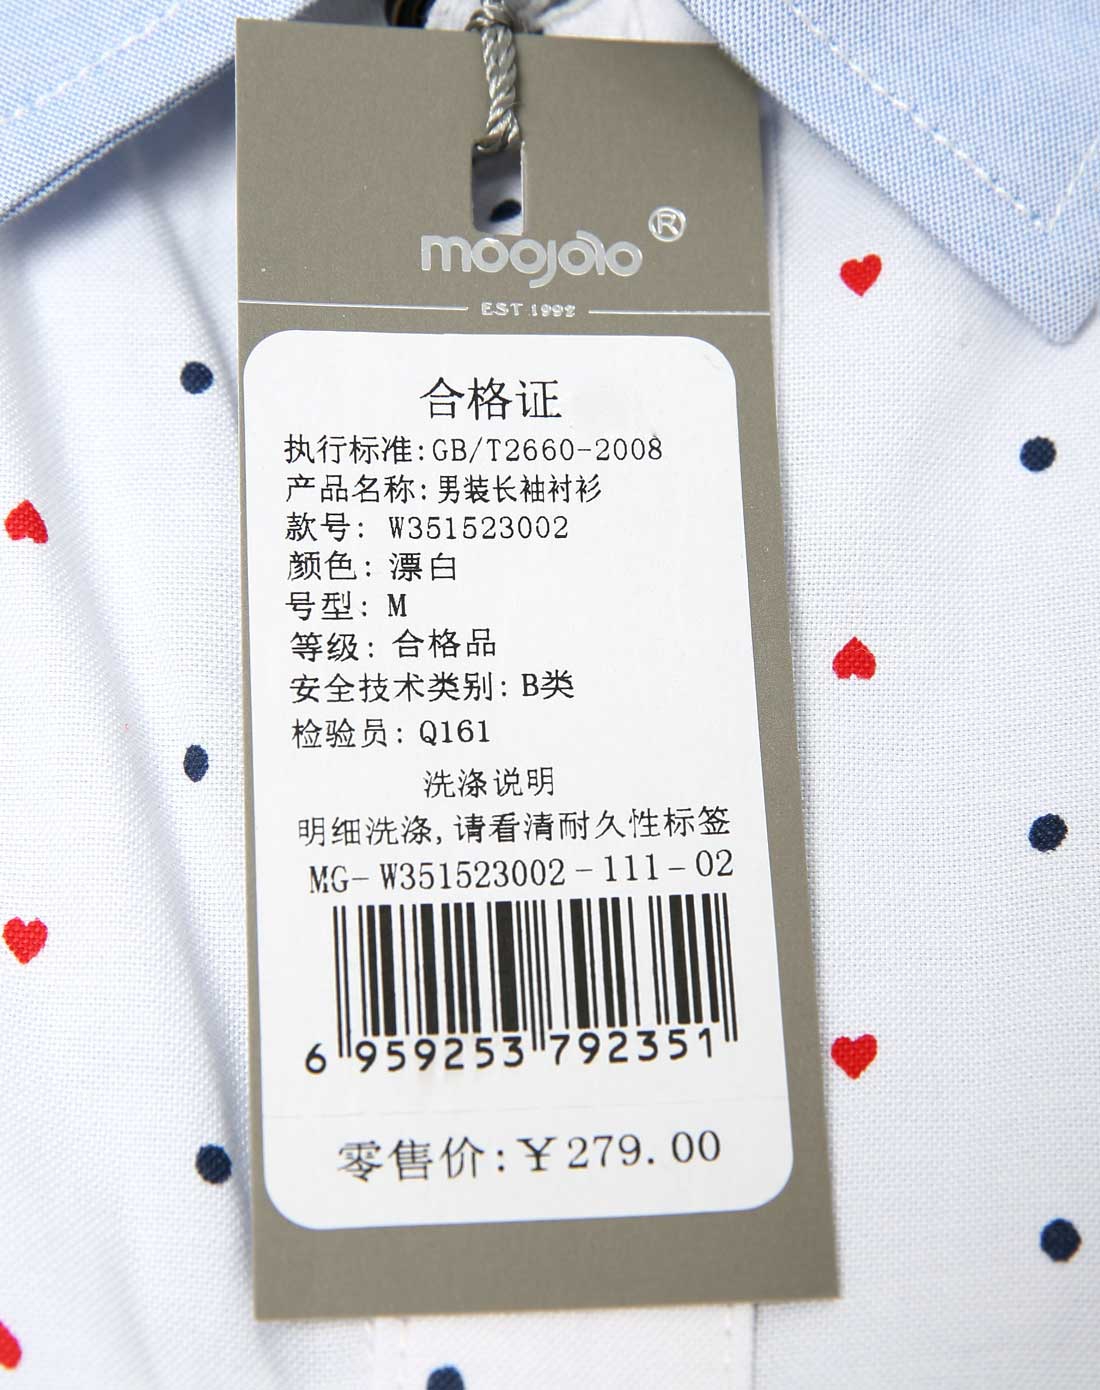 moojojo®
EST 1992
合格证
执行标准:GB/T2660-2008
产品名称:男装长袖衬衫
款号: W351523002
颜色: 漂白
号型: M
等级: 合格品
安全技术类别: B类
检验员: Q161
洗涤说明
明细洗涤,请看清耐久性标签
MG-W351523002-111-02
6 959253 792351
零售价:¥279.00